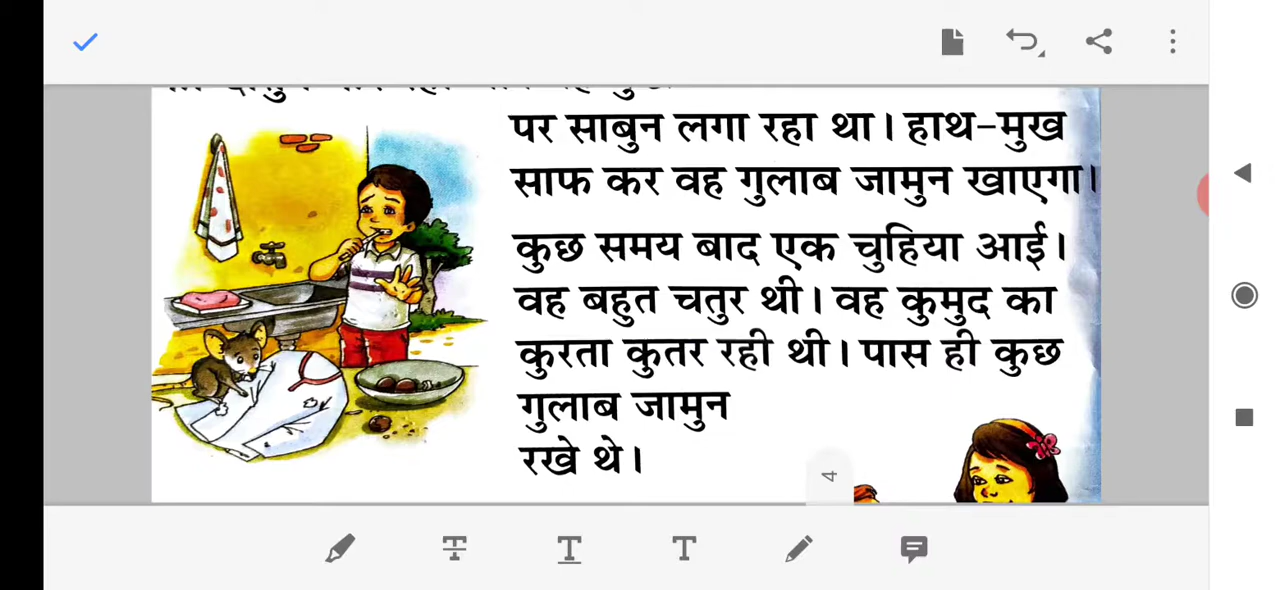 पर साबुन लगा रहा था। हाथ-मुख
साफ कर वह गुलाब जामुन खाएगा।
कुछ समय बाद एक चुहिया आई।
वह बहुत चतुर थी। वह कुमुद का
कुरता कुतर रही थी। पास ही कुछ
गुलाब जामुन
रखे थे।
4